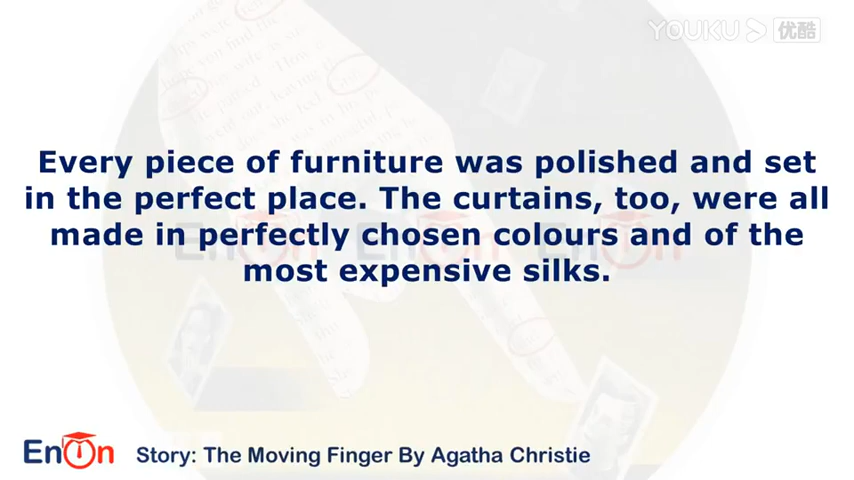 YOUKU 优酷
Every piece of furniture was polished and set
in the perfect place. The curtains, too, were all
made in perfectly chosen colours and of the
most expensive silks.
EnOn
Story: The Moving Finger By Agatha Christie